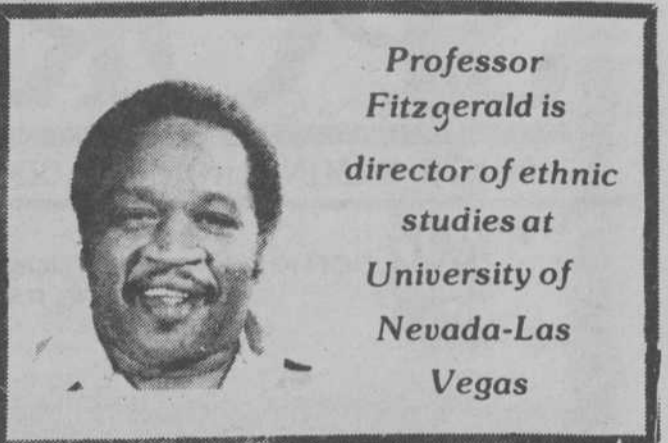 Professor
Fitzgerald is
director of ethnic
studies at
University of
Nevada-Las
Vegas